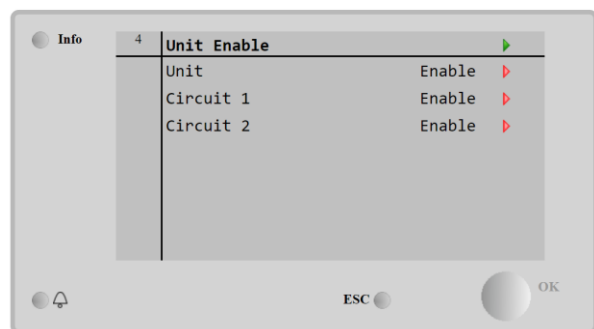 Info
4 Unit Enable
Unit Enable
Circuit 1 Enable
Circuit 2 Enable
ESC
OK